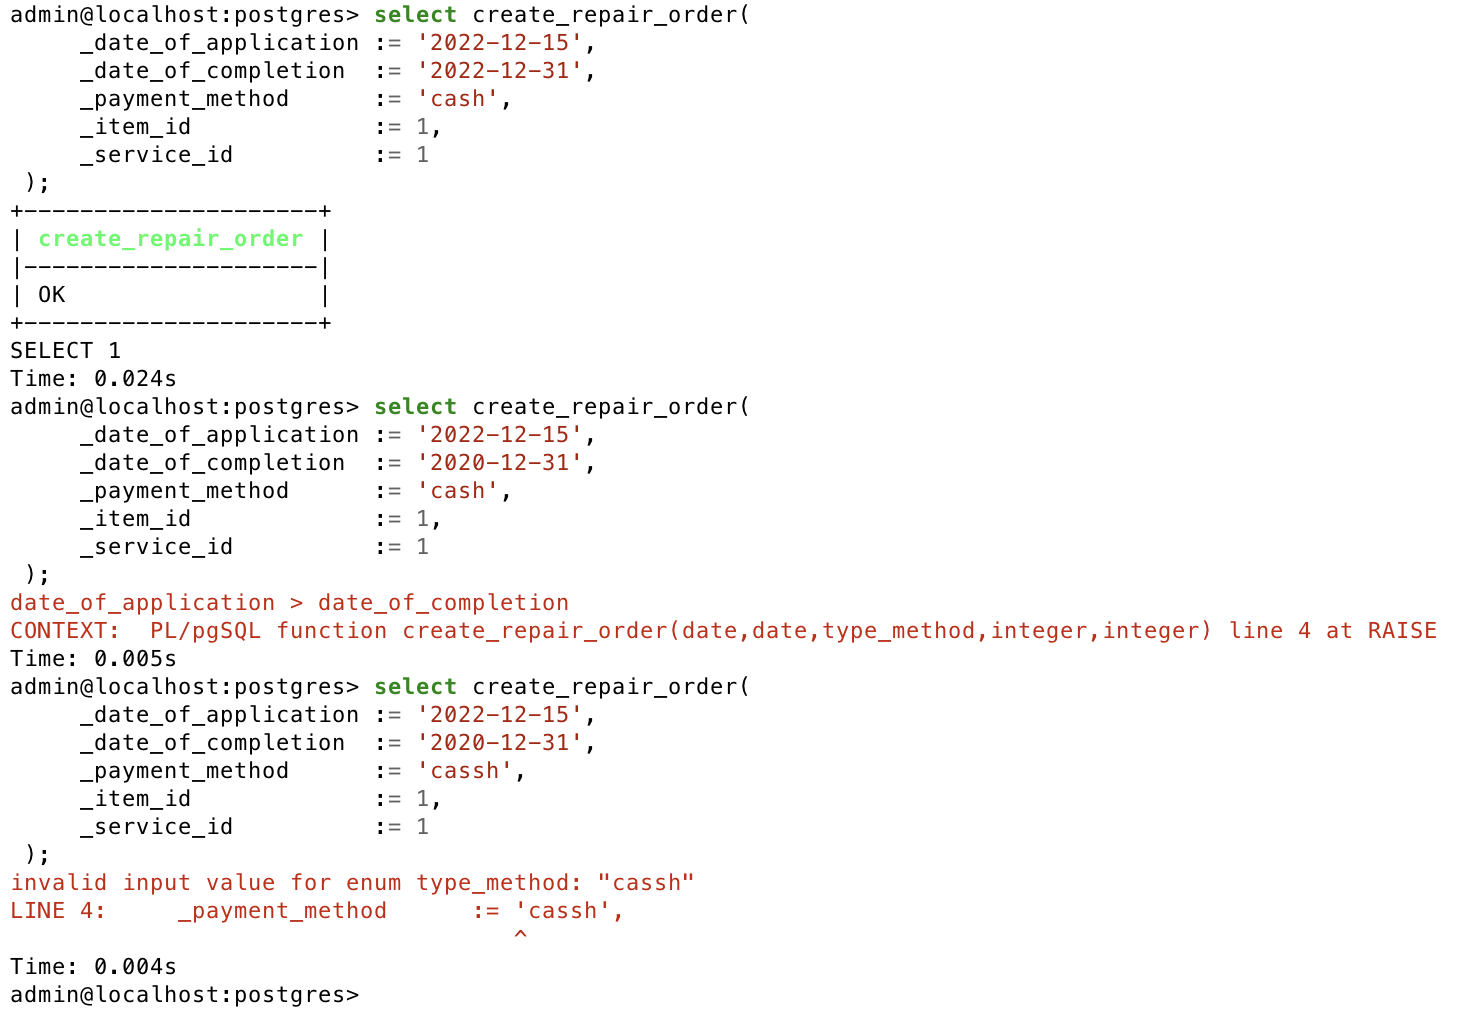 admin@localhost:postgres> select create_repair_order(
     _date_of_application := '2022-12-15',
     _date_of_completion  := '2022-12-31',
     _payment_method      := 'cash',
     _item_id             := 1,
     _service_id          := 1
 );
+---------------------+
| create_repair_order |
|---------------------|
| OK                  |
+---------------------+
SELECT 1
Time: 0.024s
admin@localhost:postgres> select create_repair_order(
     _date_of_application := '2022-12-15',
     _date_of_completion  := '2020-12-31',
     _payment_method      := 'cash',
     _item_id             := 1,
     _service_id          := 1
 );
date_of_application > date_of_completion
CONTEXT:  PL/pgSQL function create_repair_order(date,date,type_method,integer,integer) line 4 at RAISE
Time: 0.005s
admin@localhost:postgres> select create_repair_order(
     _date_of_application := '2022-12-15',
     _date_of_completion  := '2020-12-31',
     _payment_method      := 'cassh',
     _item_id             := 1,
     _service_id          := 1
 );
invalid input value for enum type_method: "cassh"
LINE 4:     _payment_method      := 'cassh',
                                    ^
Time: 0.004s
admin@localhost:postgres>